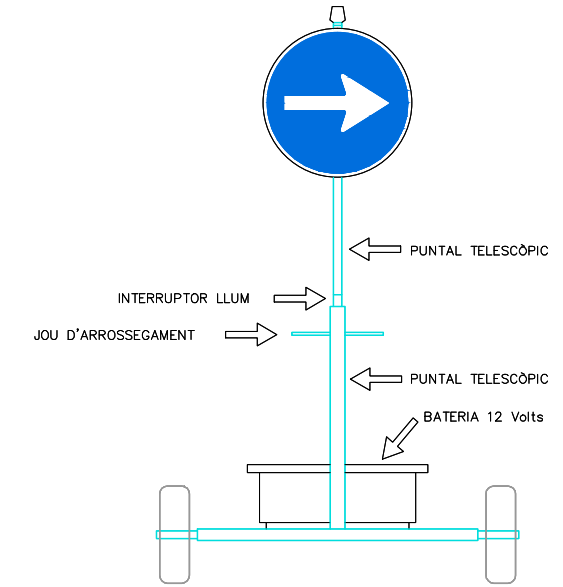 PUNTAL TELESCÒPIC
INTERRUPTOR LLUM
JOU D'ARROSSEGAMENT
PUNTAL TELESCÒPIC
BATERIA 12 Volts